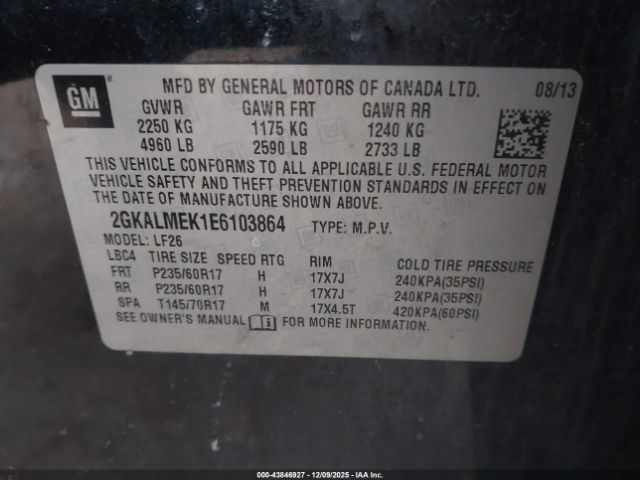 GM
MFD BY GENERAL MOTORS OF CANADA LTD. 08/13
GVWR GAWR FRT GAWR RR
2250 KG 1175 KG 1240 KG
4960 LB 2590 LB 2733 LB
THIS VEHICLE CONFORMS TO ALL APPLICABLE U.S. FEDERAL MOTOR
VEHICLE SAFETY AND THEFT PREVENTION STANDARDS IN EFFECT ON
THE DATE OF MANUFACTURE SHOWN ABOVE.
2GKALMEK1E6103864 TYPE: M.P.V.
MODEL: LF26
LBC4 TIRE SIZE SPEED RTG RIM COLD TIRE PRESSURE
FRT P235/60R17 H 17X7J 240KPA(35PSI)
RR P235/60R17 H 17X7J 240KPA(35PSI)
SPA T145/70R17 M 17X4.5T 420KPA(60PSI)
SEE OWNER'S MANUAL FOR MORE INFORMATION.
000-43846927 - 12/09/2025 - IAAI.COM